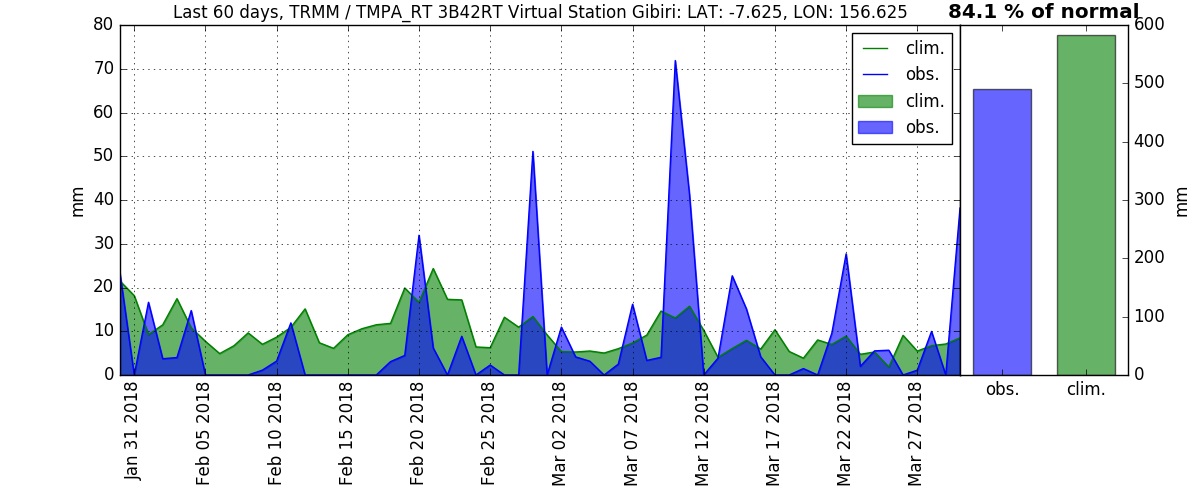 Last 60 days, TRMM / TMPA_RT 3B42RT Virtual Station Gibiri: LAT: -7.625, LON: 156.625
84.1 % of normal
80
70
60
50
40
30
20
10
0
mm
clim.
obs.
clim.
obs.
600
500
400
300
200
100
0
mm
Jan 31 2018
Feb 05 2018
Feb 10 2018
Feb 15 2018
Feb 20 2018
Feb 25 2018
Mar 02 2018
Mar 07 2018
Mar 12 2018
Mar 17 2018
Mar 22 2018
Mar 27 2018
obs.
clim.